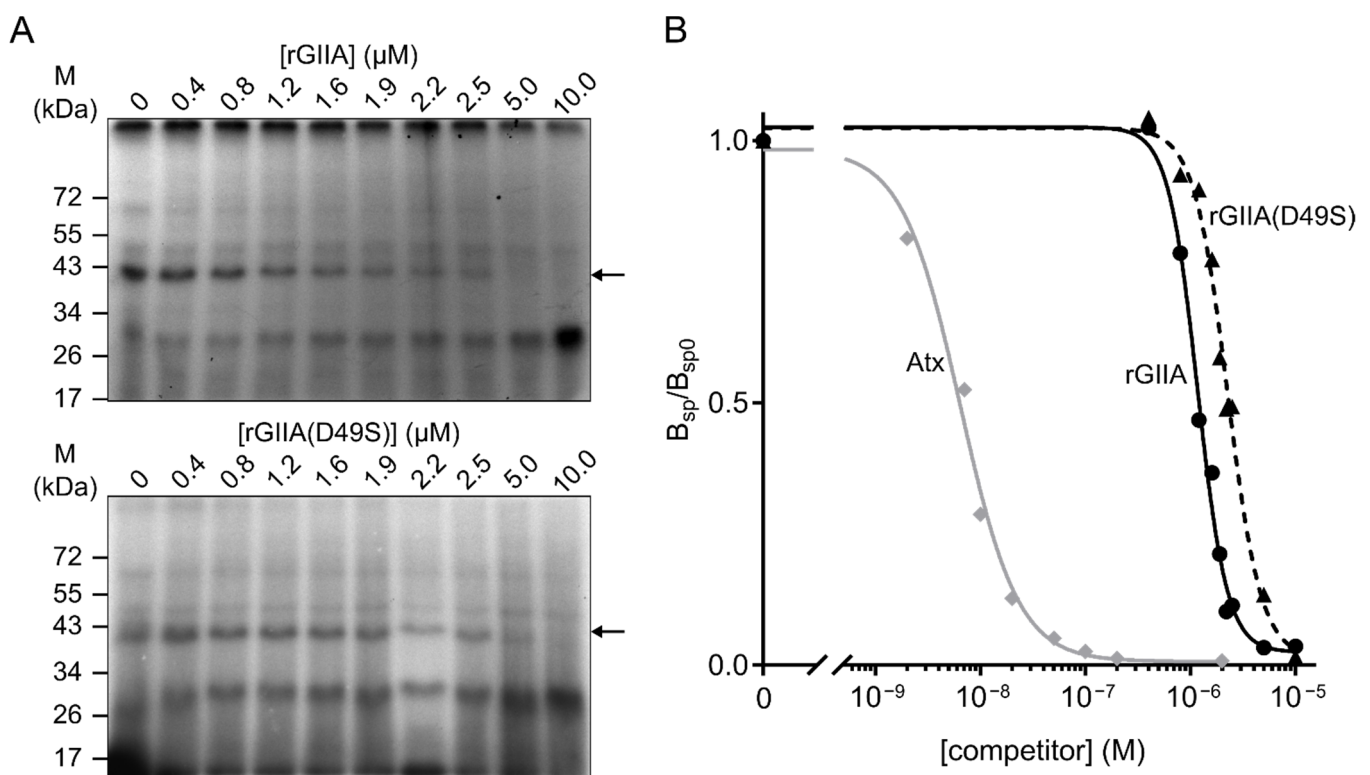 A
[rGIIA] (µM)
M
(kDa)
0 0.4 0.8 1.2 1.6 1.9 2.2 2.5 5.0 10.0
72
55
43
34
26
17
[rGIIA(D49S)] (µM)
M
(kDa)
0 0.4 0.8 1.2 1.6 1.9 2.2 2.5 5.0 10.0
72
55
43
34
26
17
B
Bsp/Bsp0
1.0
0.5
0.0
Atx
rGIIA
rGIIA(D49S)
0 10⁻⁹ 10⁻⁸ 10⁻⁷ 10⁻⁶ 10⁻⁵
[competitor] (M)